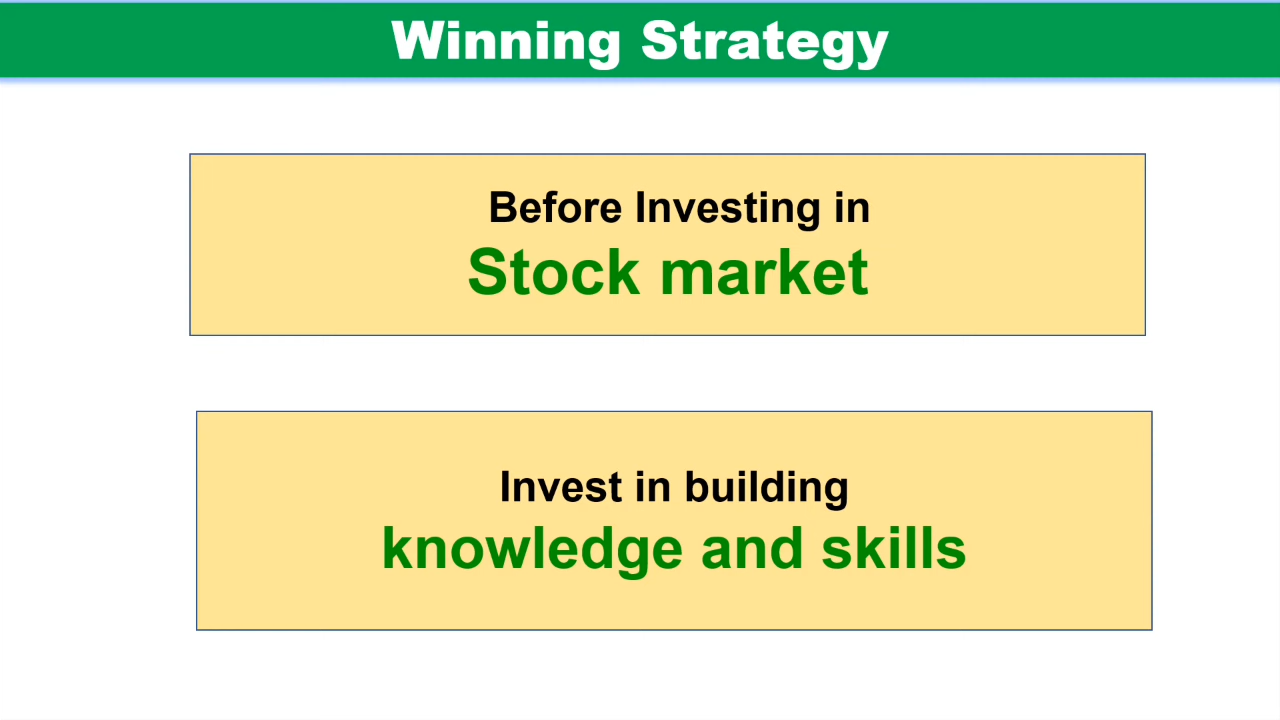 Winning Strategy
Before Investing in
Stock market
Invest in building
knowledge and skills